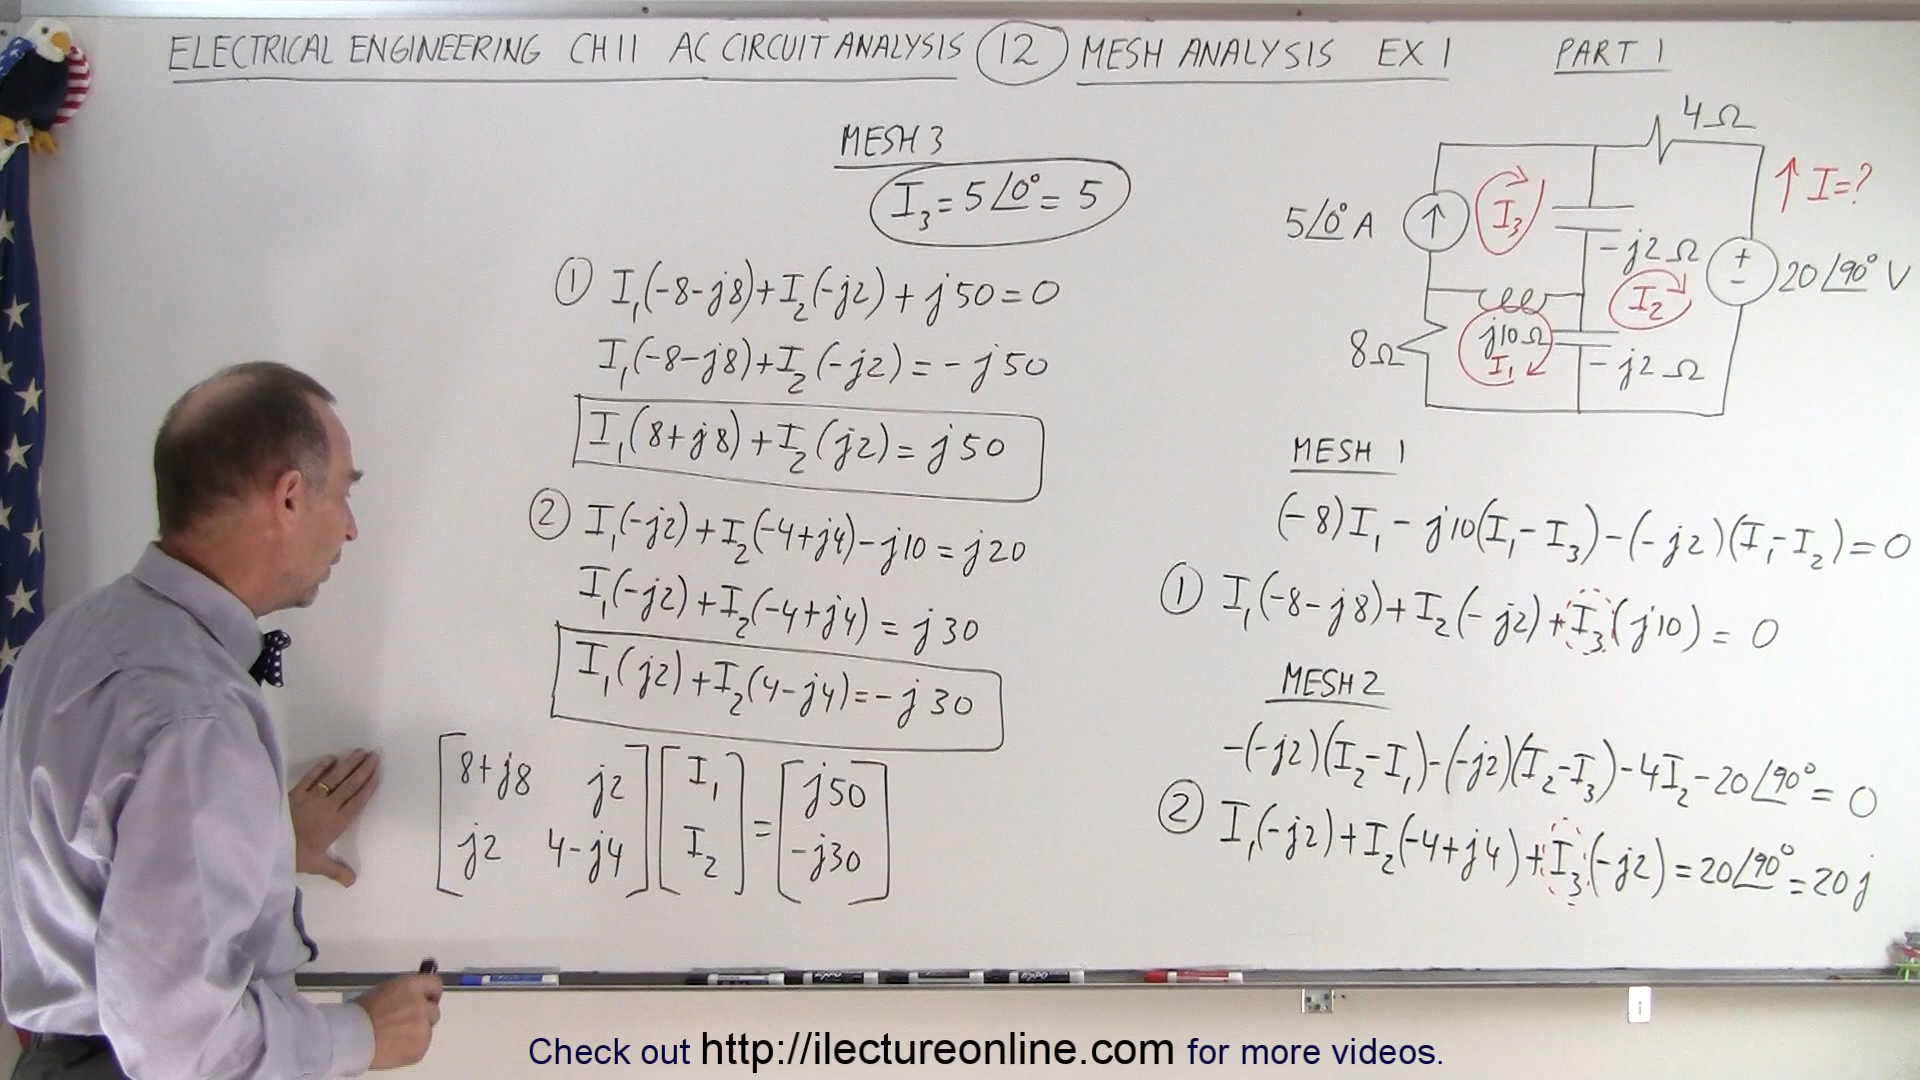 ELECTRICAL ENGINEERING CH 11 AC CIRCUIT ANALYSIS (12) MESH ANALYSIS EX 1 PART 1
MESH 3
I₃ = 5∠0° = 5
① I₁(-8-j8)+I₂(-j2)+j50=0
I₁(-8-j8)+I₂(-j2)=-j50
I₁(8+j8)+I₂(j2)=j50
② I₁(-j2)+I₂(-4+j4)-j10=j20
I₁(-j2)+I₂(-4+j4)=j30
I₁(j2)+I₂(4-j4)=-j30
[8+j8 j2] [I₁] = [j50]
[j2 4-j4] [I₂] [-j30]
4Ω
↑ I=?
5∠0° A
I₃
-j2Ω
+
-
20∠90° V
I₂
8Ω
j10Ω
I₁
-j2Ω
MESH 1
(-8)I₁-j10(I₁-I₃)-(-j2)(I₁-I₂)=0
① I₁(-8-j8)+I₂(-j2)+I₃(j10)=0
MESH 2
-(-j2)(I₂-I₁)-(-j2)(I₂-I₃)-4I₂-20∠90°=0
② I₁(-j2)+I₂(-4+j4)+I₃(-j2)=20∠90°=20j
Check out http://ilectureonline.com for more videos.